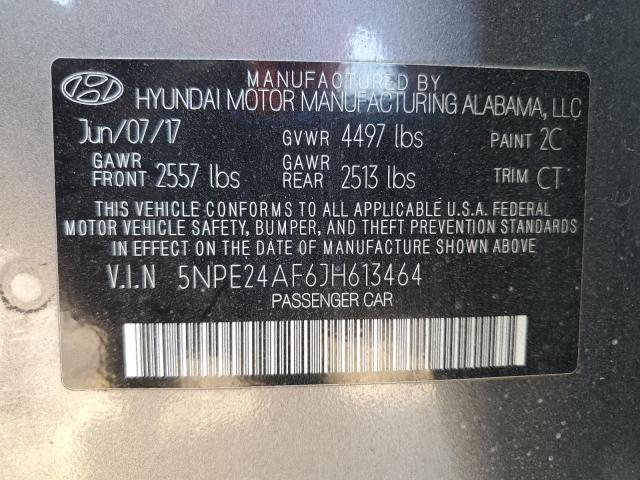 MANUFACTURED BY
HYUNDAI MOTOR MANUFACTURING ALABAMA, LLC
Jun/07/17 GVWR 4497 lbs PAINT 2C
GAWR FRONT 2557 lbs GAWR REAR 2513 lbs TRIM CT
THIS VEHICLE CONFORMS TO ALL APPLICABLE U.S.A. FEDERAL
MOTOR VEHICLE SAFETY, BUMPER, AND THEFT PREVENTION STANDARDS
IN EFFECT ON THE DATE OF MANUFACTURE SHOWN ABOVE
V.I.N 5NPE24AF6JH613464
PASSENGER CAR